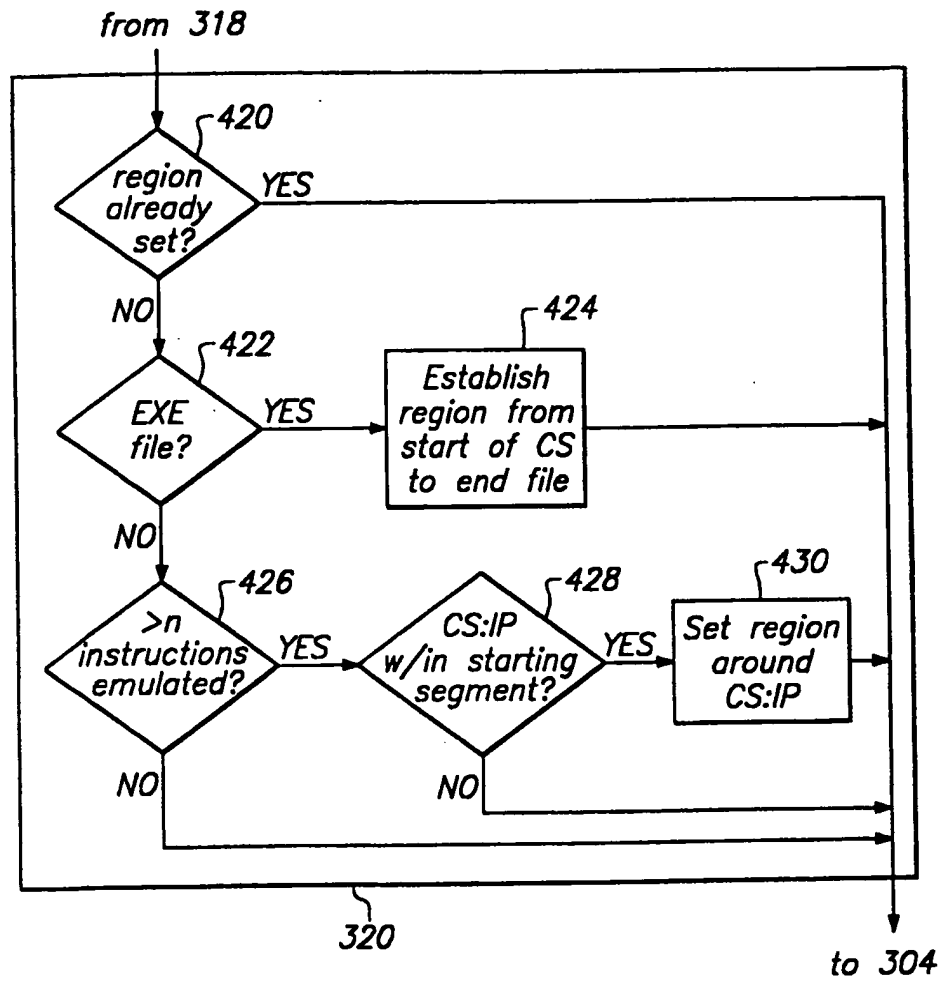 from 318
420
region
already
set?
YES
NO
422
EXE
file?
YES
424
Establish
region from
start of CS
to end file
NO
426
>n
instructions
emulated?
YES
428
CS:IP
w/in starting
segment?
YES
430
Set region
around
CS:IP
NO
NO
320
to 304